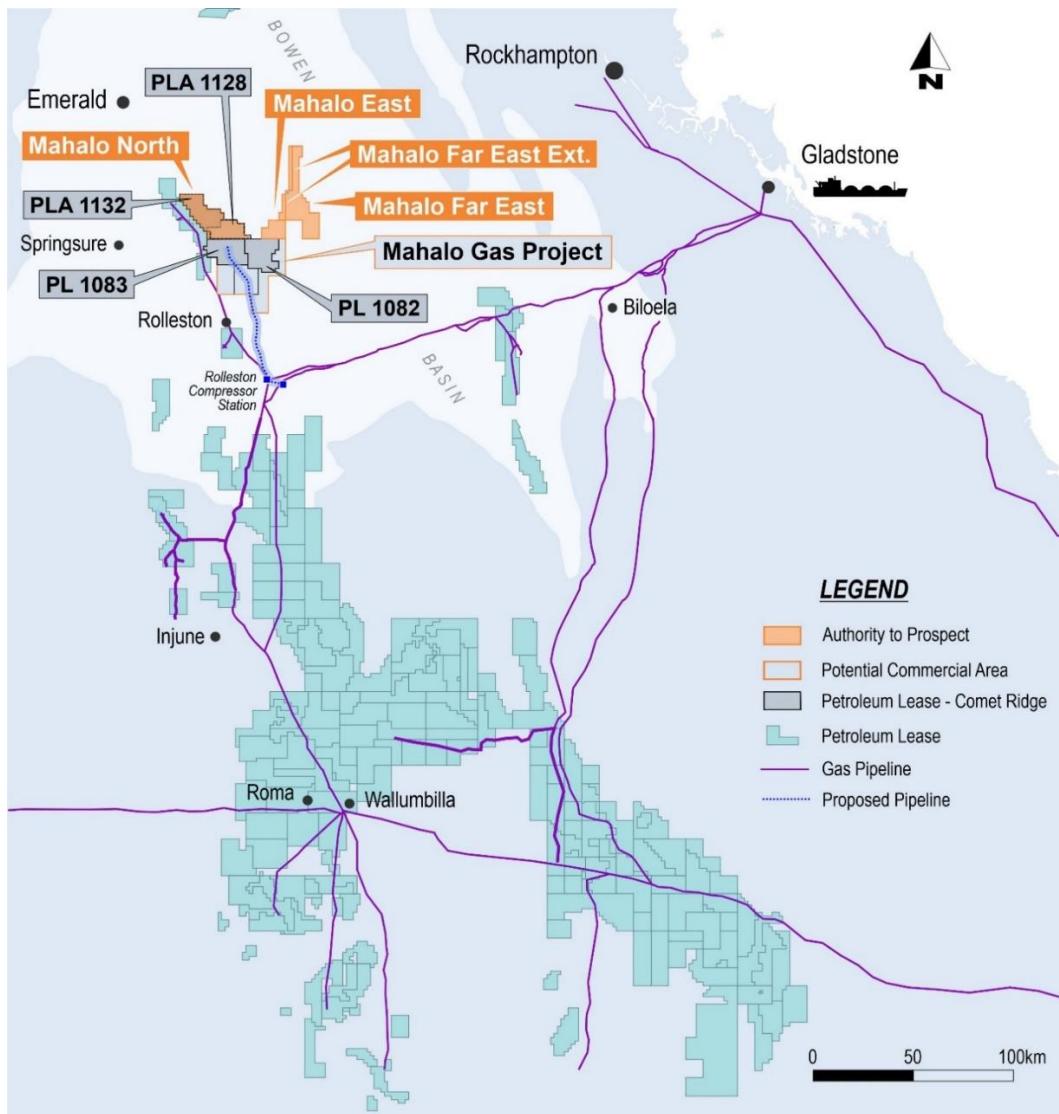 BOWEN
Rockhampton
N
PLA 1128
Emerald
Mahalo East
Mahalo North
Mahalo Far East Ext.
Gladstone
PLA 1132
Mahalo Far East
Springsure
Mahalo Gas Project
PL 1083
PL 1082
Rolleston
Biloela
BASIN
Rolleston
Compressor
Station
Injune
Roma
Wallumbilla
LEGEND
Authority to Prospect
Potential Commercial Area
Petroleum Lease - Comet Ridge
Petroleum Lease
Gas Pipeline
Proposed Pipeline
0 50 100km